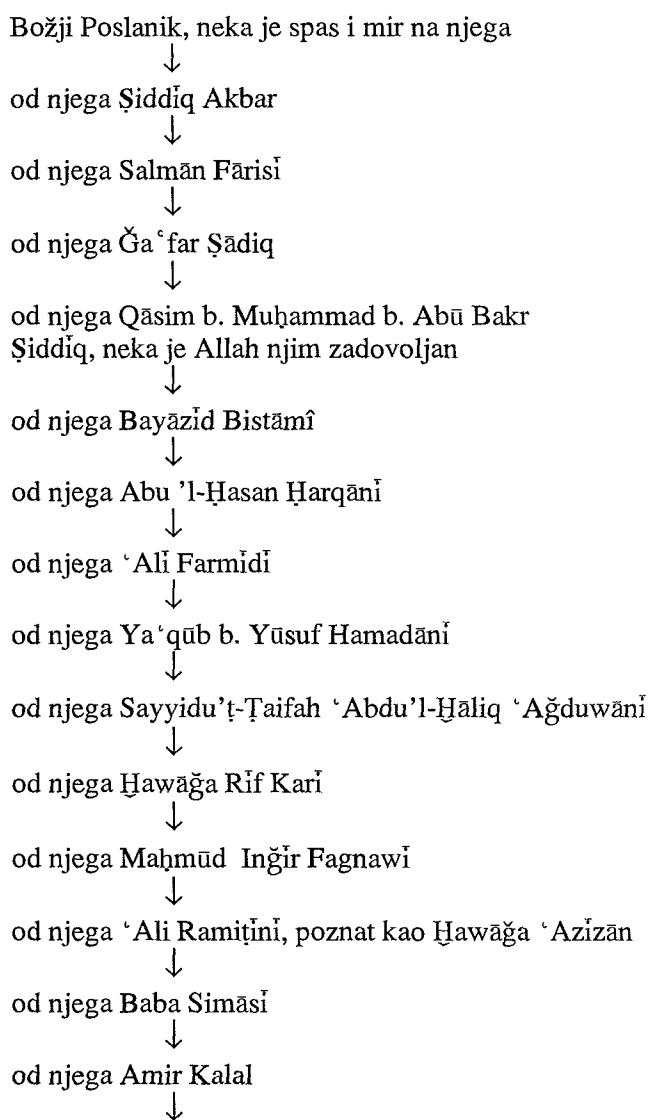 Božji Poslanik, neka je spas i mir na njega
↓
od njega Ṣiddīq Akbar
↓
od njega Salmān Fārisī
↓
od njega Ǧaʿfar Ṣādiq
↓
od njega Qāsim b. Muḥammad b. Abū Bakr
Ṣiddīq, neka je Allah njim zadovoljan
↓
od njega Bayāzīd Bistāmî
↓
od njega Abu ’l-Ḥasan Ḥarqānī
↓
od njega ʿAlī Farmīdī
↓
od njega Yaʿqūb b. Yūsuf Hamadānī
↓
od njega Sayyidu’ṭ-Ṭaifah ʿAbdu’l-Ḫāliq ʿAğduwānī
↓
od njega Ḫawāğa Rīf Karī
↓
od njega Maḥmūd Inğīr Fagnawī
↓
od njega ʿAli Ramiṭīnī, poznat kao Ḫawāğa ʿAzīzān
↓
od njega Baba Simāsī
↓
od njega Amir Kalal
↓